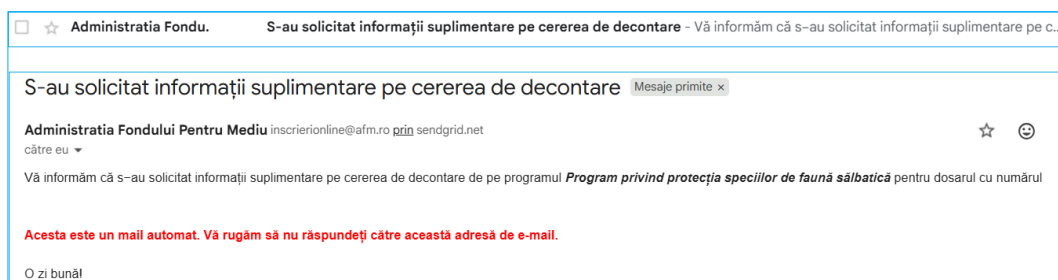 Administratia Fondu. S-au solicitat informații suplimentare pe cererea de decontare - Vă informăm că s-au solicitat informații suplimentare pe c...
S-au solicitat informații suplimentare pe cererea de decontare Mesaje primite ×
Administratia Fondului Pentru Mediu inscrierionline@afm.ro prin sendgrid.net
către eu
Vă informăm că s-au solicitat informații suplimentare pe cererea de decontare de pe programul Program privind protecția speciilor de faună sălbatică pentru dosarul cu numărul
Acesta este un mail automat. Vă rugăm să nu răspundeți către această adresă de e-mail.
O zi bună!